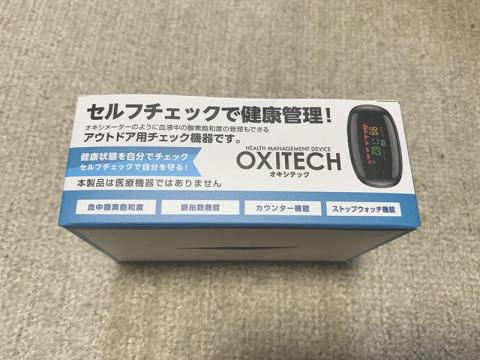 セルフチェックで健康管理!
オキシメーターのように血液中の酸素飽和度の管理もできる
アウトドア用チェック機器です。
健康状態を自分でチェック
セルフチェックで自分を守る!
本製品は医療機器ではありません
HEALTH MANAGEMENT DEVICE
OXITECH
オキシテック
99
62
血中酸素飽和度
脈拍数機能
カウンター機能
ストップウォッチ機能